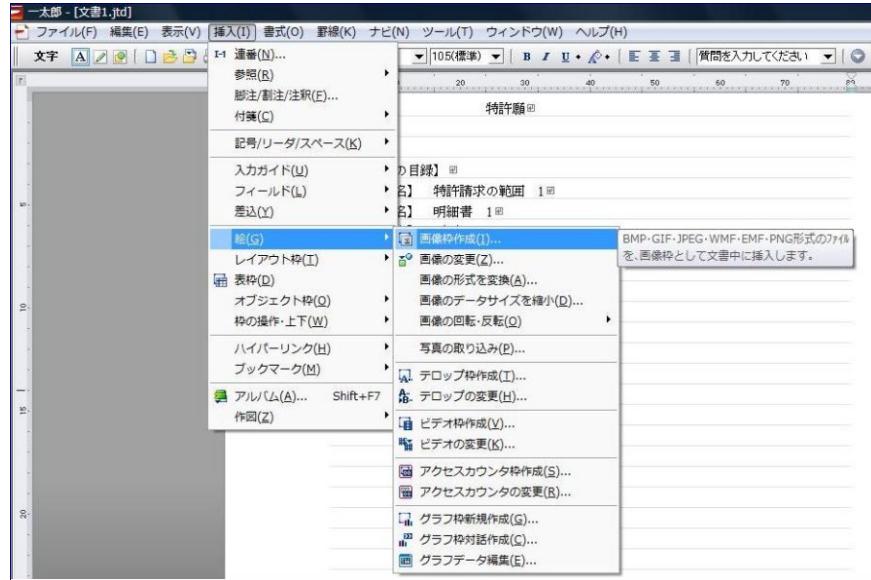 一太郎 - [文書1.jtd]
ファイル(F) 編集(E) 表示(V) 挿入(I) 書式(O) 罫線(K) ナビ(N) ツール(T) ウィンドウ(W) ヘルプ(H)
文字 A 10.5(標準) B I U 質問を入力してください
20 30 40 50 60 70
特許願
連番(N)...
参照(R)
脚注/割注/注釈(F)...
付箋(C)
記号/リーダ/スペース(K)
入力ガイド(U)
フィールド(L)
差込(Y)
絵(G)
レイアウト枠(T)
表枠(D)
オブジェクト枠(O)
枠の操作・上下(W)
ハイパーリンク(H)
ブックマーク(M)
アルバム(A)... Shift+F7
作図(Z)
の目録】
名】 特許請求の範囲 1
名】 明細書 1
画像枠作成(I)...
画像の変更(Z)...
画像の形式を変換(A)...
画像のデータサイズを縮小(D)...
画像の回転・反転(O)
写真の取り込み(P)...
テロップ枠作成(T)...
テロップの変更(H)...
ビデオ枠作成(V)...
ビデオの変更(K)...
アクセスカウンタ枠作成(S)...
アクセスカウンタの変更(R)...
グラフ枠新規作成(G)...
グラフ枠対話作成(C)...
グラフデータ編集(E)...
BMP・GIF・JPEG・WMF・EMF・PNG形式のファイル
を、画像枠として文書中に挿入します。
5
10
15
20